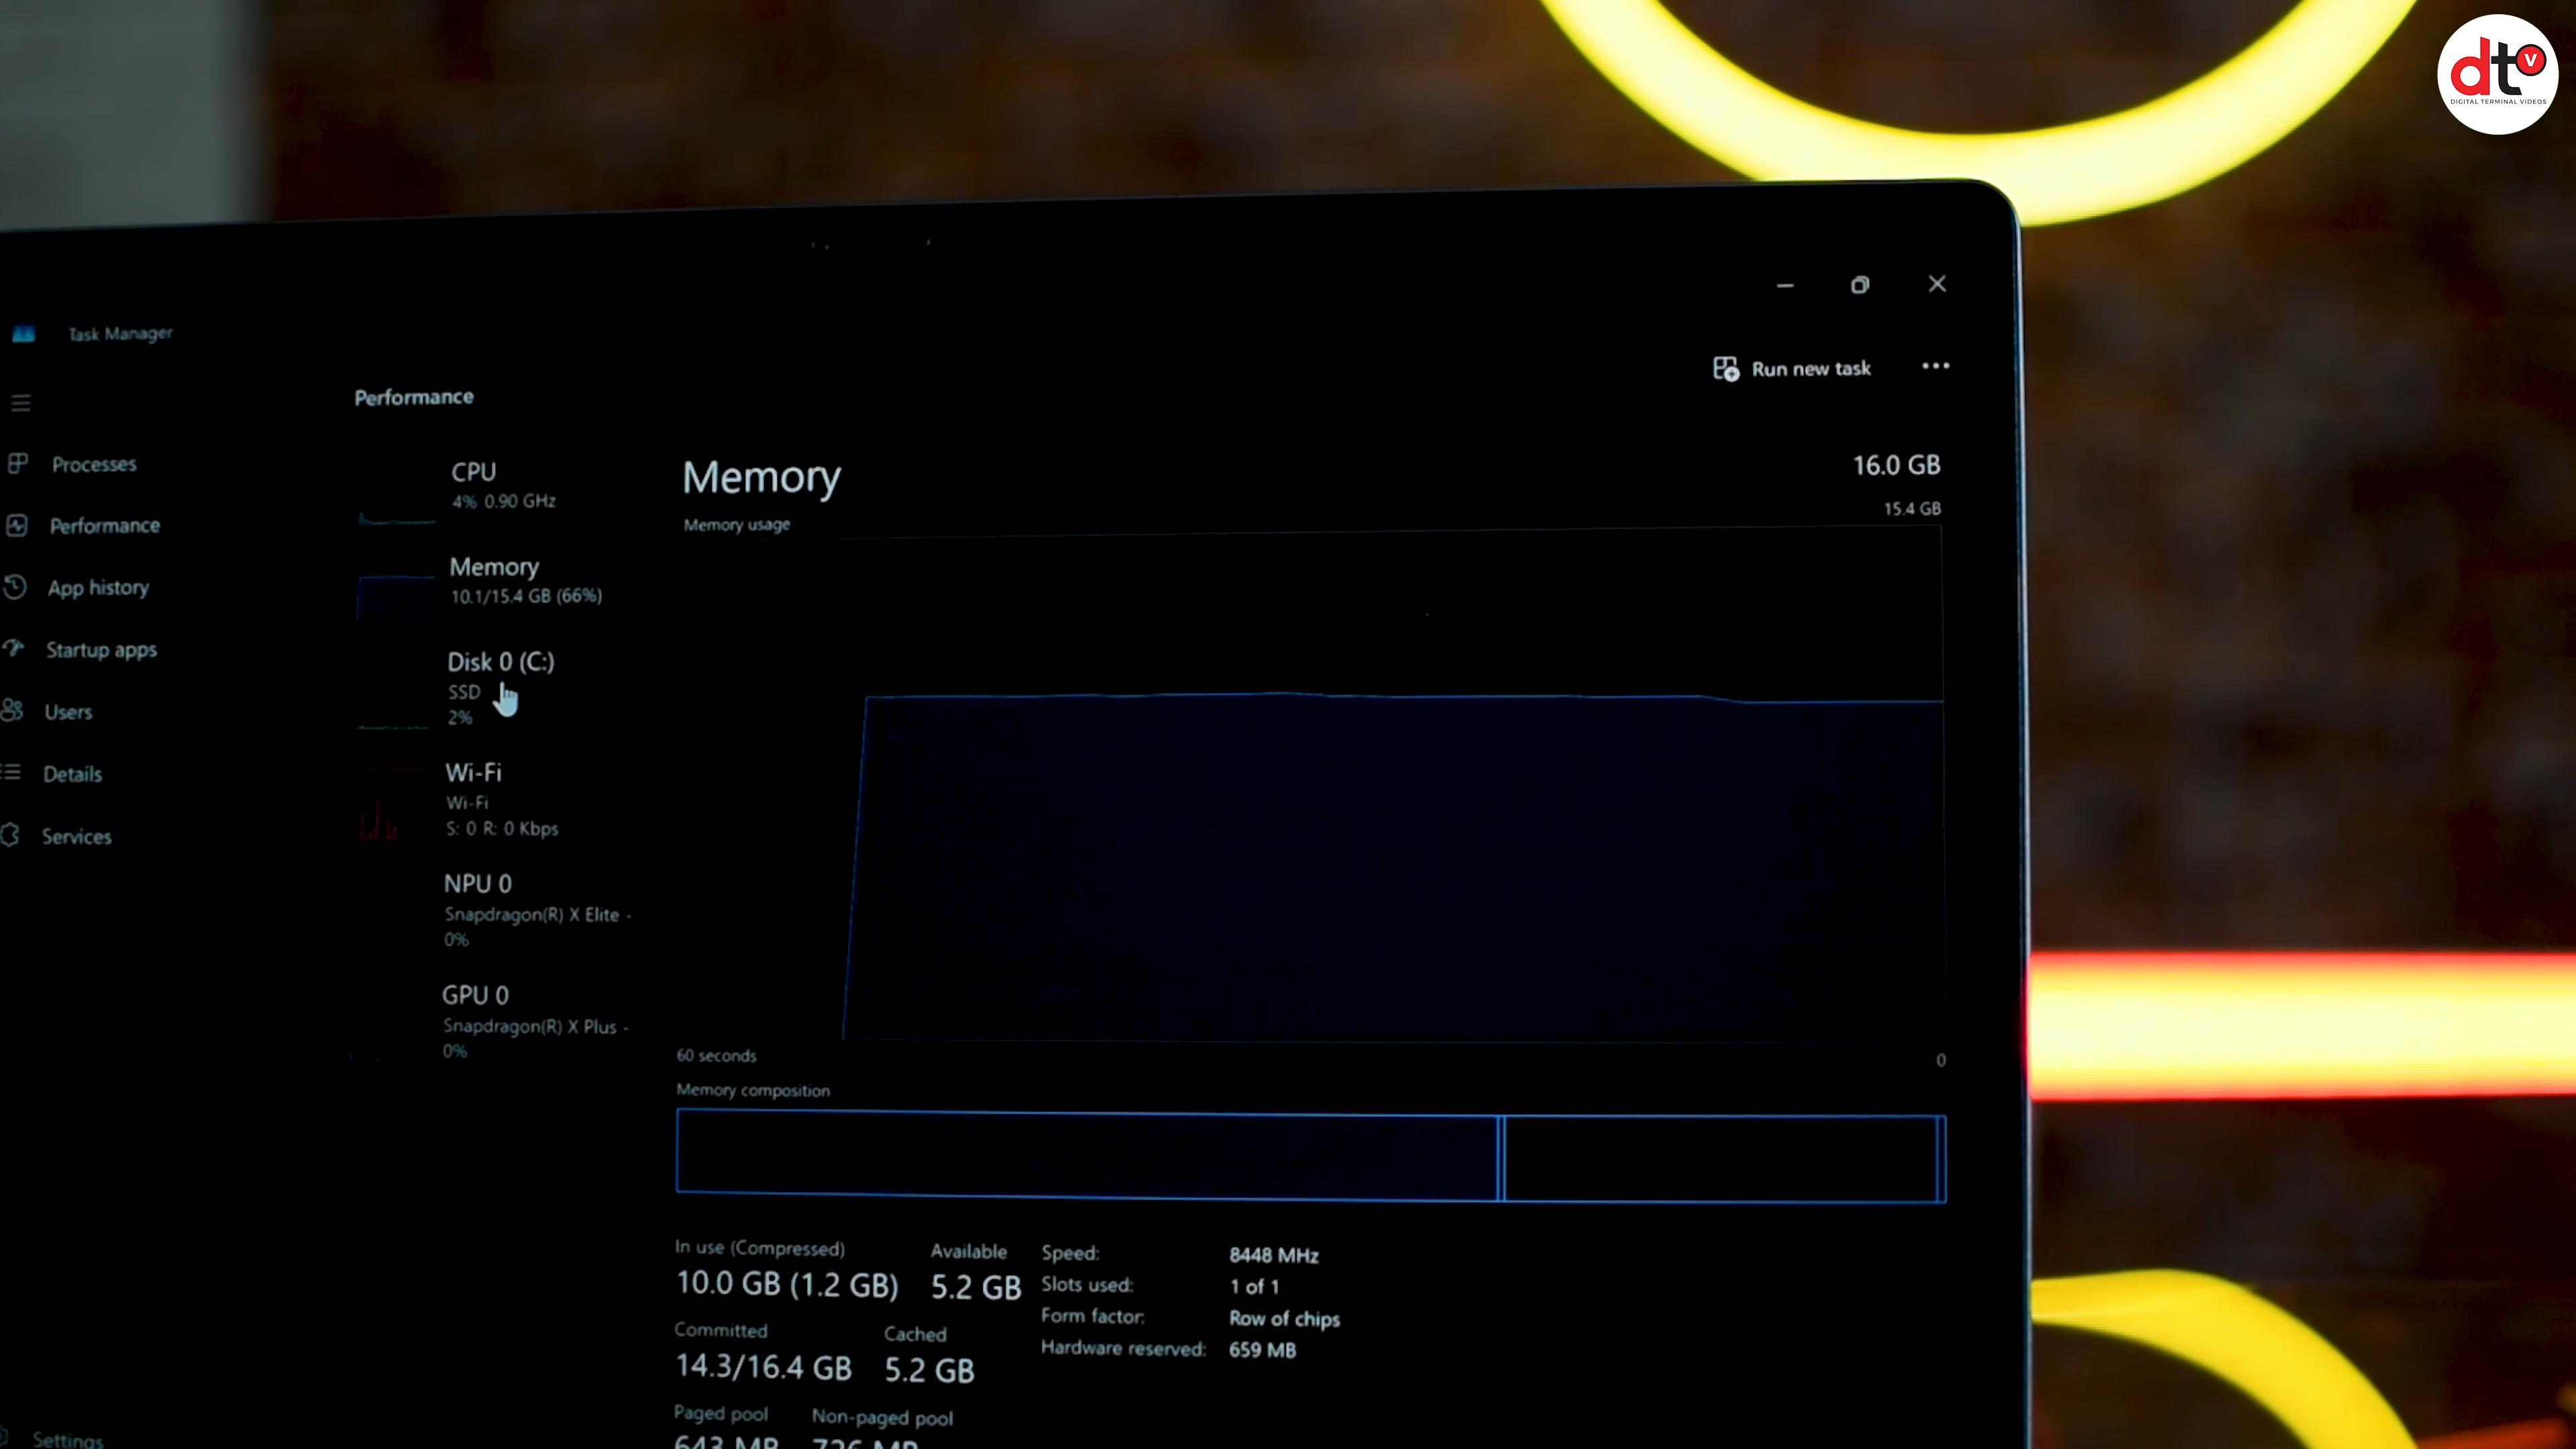 dtv
DIGITAL TERMINAL VIDEOS
Task Manager
Run new task
Performance
Processes
Performance
App history
Startup apps
Users
Details
Services
Settings
CPU
4% 0.90 GHz
Memory
10.1/15.4 GB (66%)
Disk 0 (C:)
SSD
2%
Wi-Fi
Wi-Fi
S: 0 R: 0 Kbps
NPU 0
Snapdragon(R) X Elite -
0%
GPU 0
Snapdragon(R) X Plus -
0%
Memory
16.0 GB
Memory usage
15.4 GB
60 seconds
0
Memory composition
In use (Compressed)
10.0 GB (1.2 GB)
Available
5.2 GB
Committed
14.3/16.4 GB
Cached
5.2 GB
Paged pool
643 MB
Non-paged pool
726 MB
Speed: 8448 MHz
Slots used: 1 of 1
Form factor: Row of chips
Hardware reserved: 659 MB